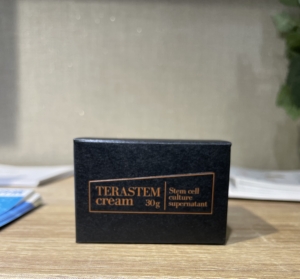 TERASTEM
cream 30g
Stem cell
culture
supernatant